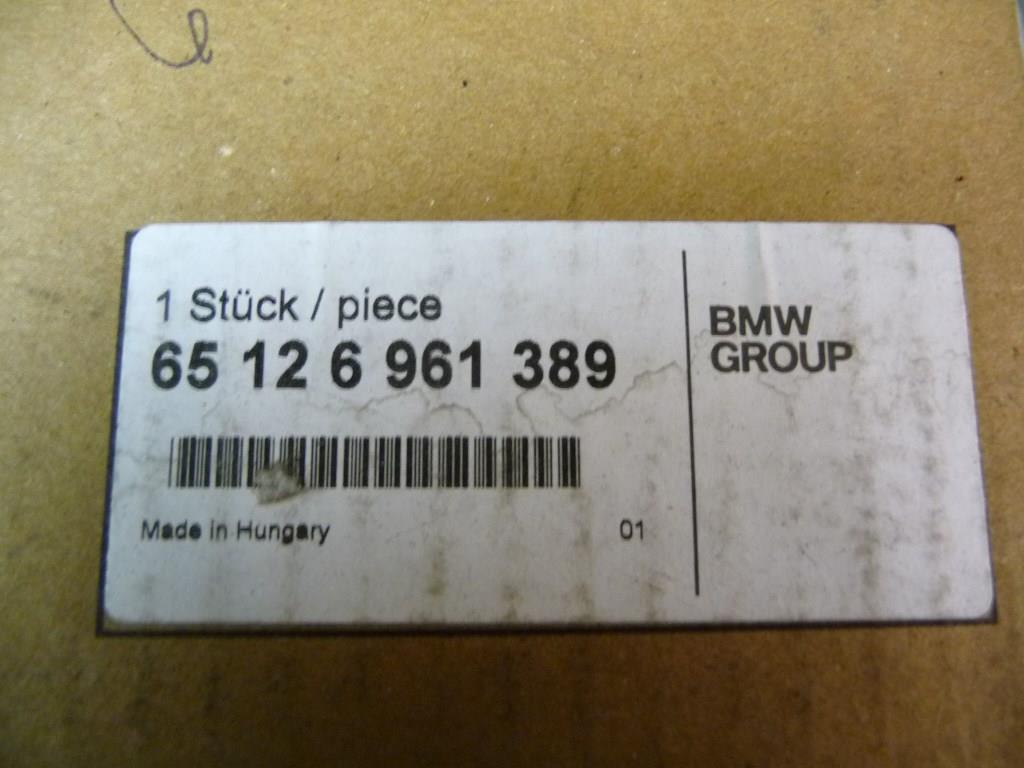 1 Stück / piece
65 12 6 961 389
Made in Hungary
01
BMW
GROUP